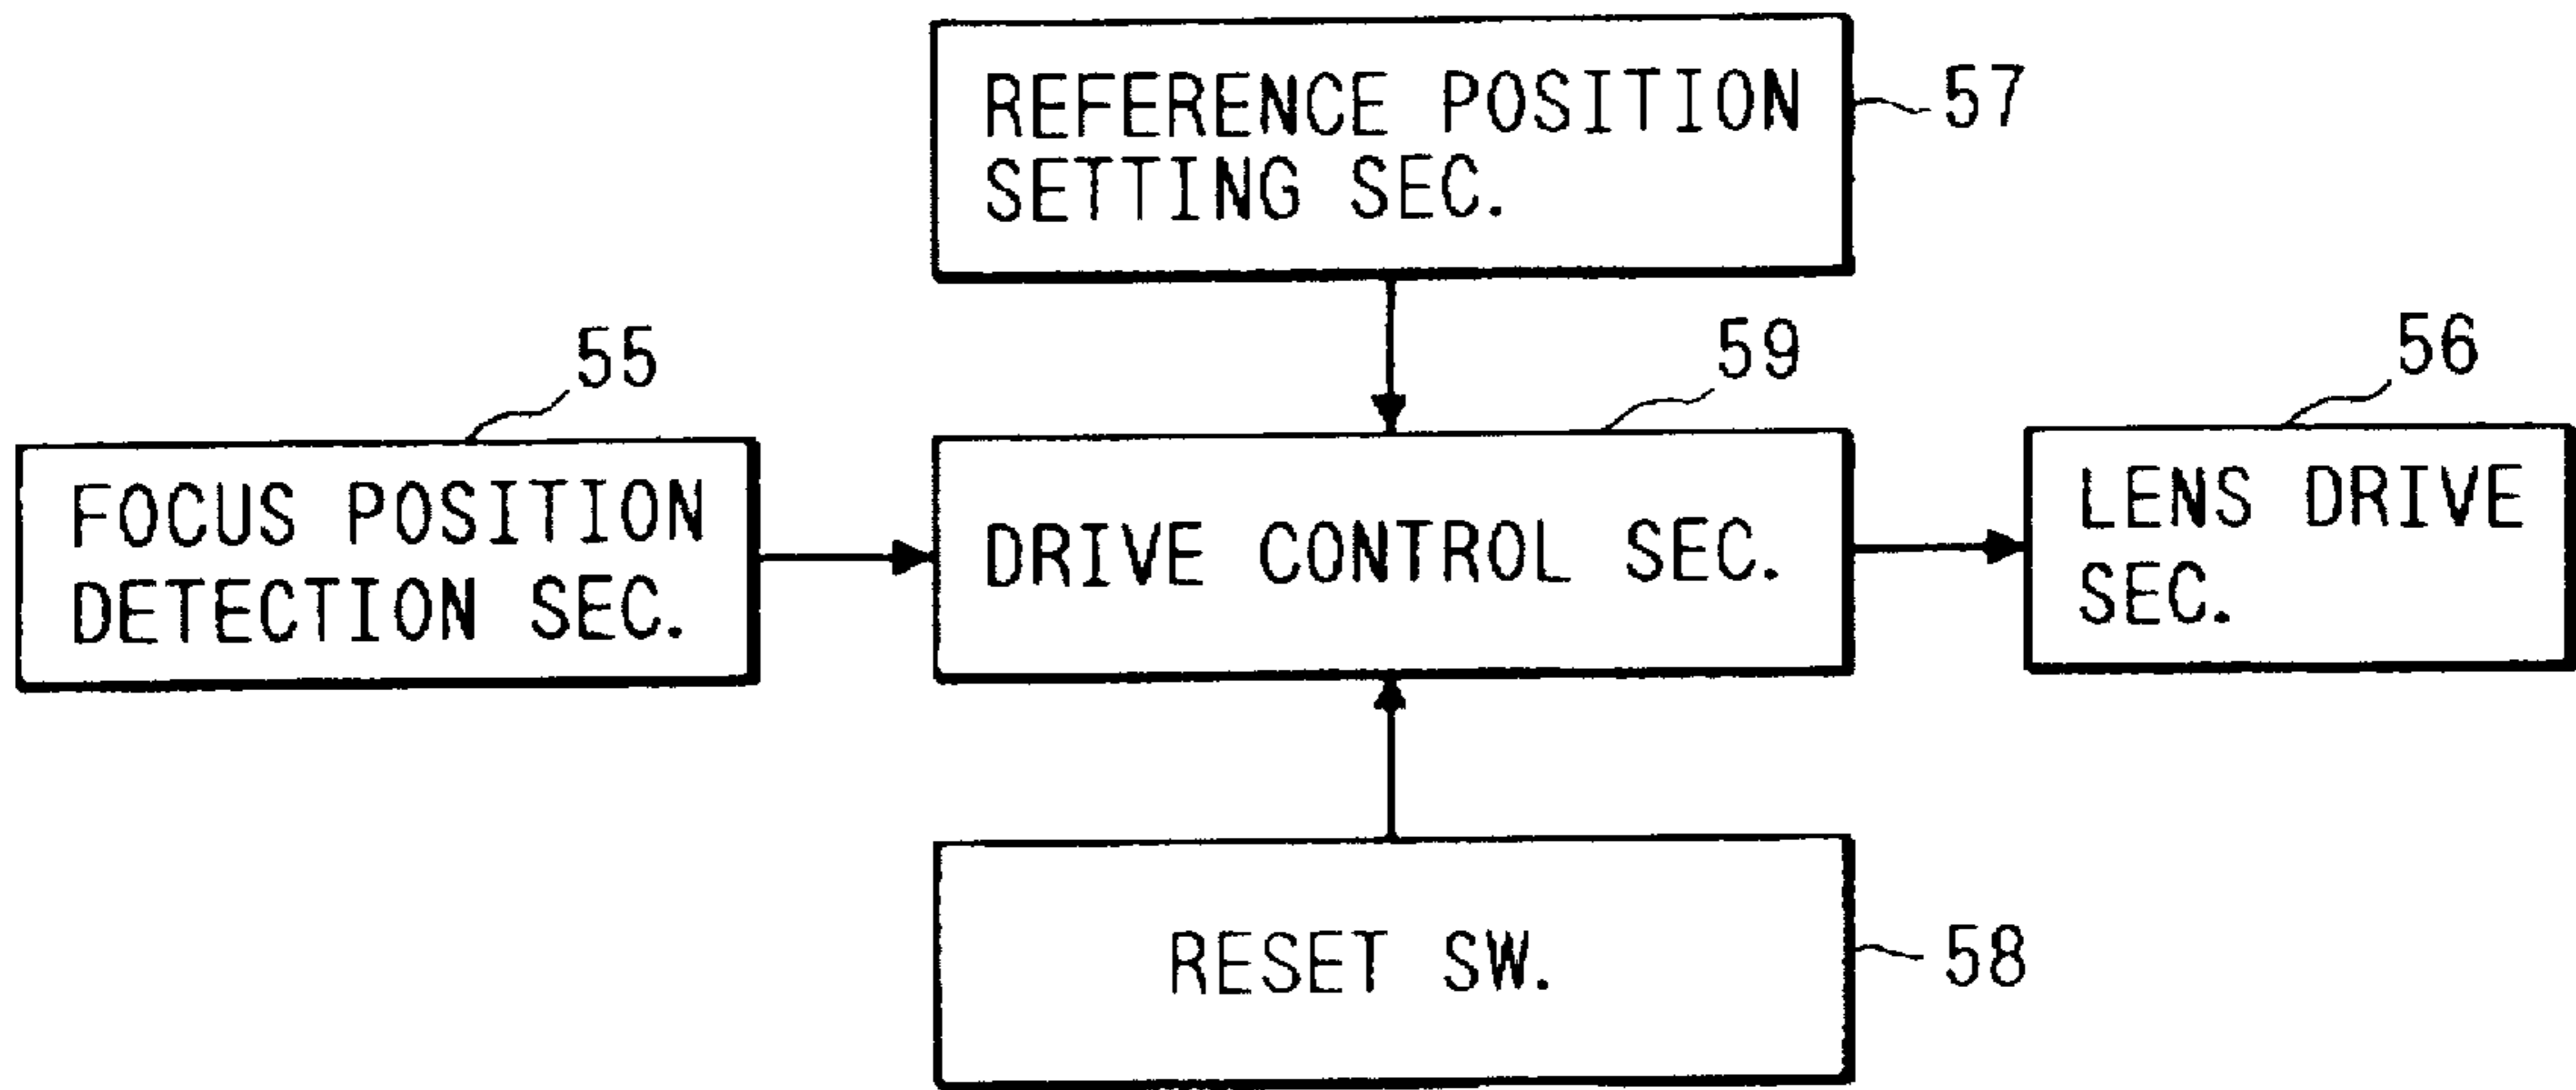 REFERENCE POSITION
SETTING SEC.
57
55
59
56
FOCUS POSITION
DETECTION SEC.
DRIVE CONTROL SEC.
LENS DRIVE
SEC.
RESET SW.
58